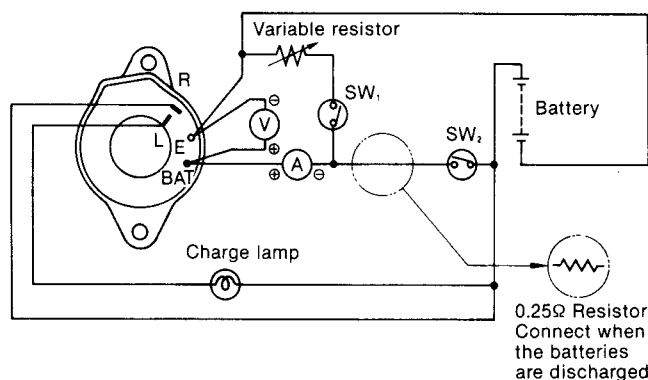 Variable resistor
R
SW₁
⊖
V
E
L
⊕
BAT
⊕
A
⊖
SW₂
Battery
Charge lamp
0.25Ω Resistor
Connect when
the batteries
are discharged